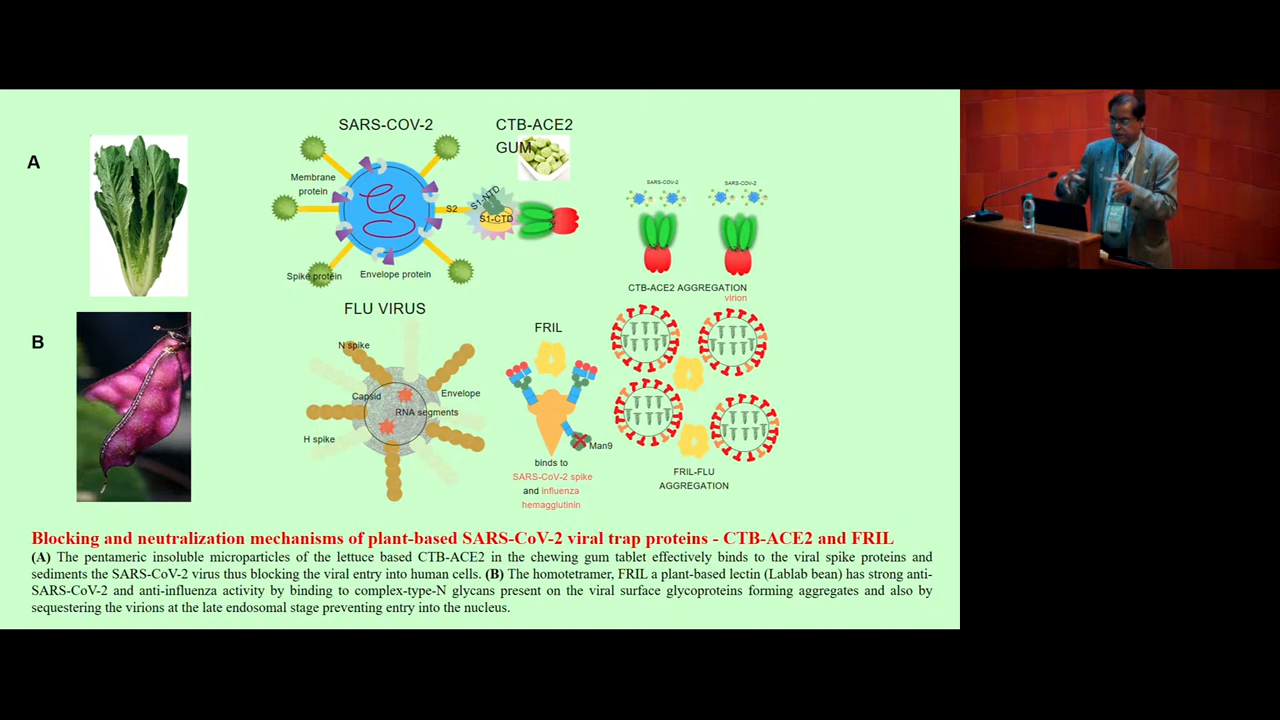 A
SARS-COV-2
CTB-ACE2
GUM
Membrane
protein
S2
S1-NTD
S1-CTD
Spike protein
Envelope protein
SARS-COV-2
SARS-COV-2
CTB-ACE2 AGGREGATION
virion
B
FLU VIRUS
N spike
Capsid
Envelope
RNA segments
H spike
FRIL
Man9
binds to
SARS-CoV-2 spike
and influenza
hemagglutinin
FRIL-FLU
AGGREGATION
Blocking and neutralization mechanisms of plant-based SARS-CoV-2 viral trap proteins - CTB-ACE2 and FRIL
(A) The pentameric insoluble microparticles of the lettuce based CTB-ACE2 in the chewing gum tablet effectively binds to the viral spike proteins and
sediments the SARS-CoV-2 virus thus blocking the viral entry into human cells. (B) The homotetramer, FRIL a plant-based lectin (Lablab bean) has strong anti-
SARS-CoV-2 and anti-influenza activity by binding to complex-type-N glycans present on the viral surface glycoproteins forming aggregates and also by
sequestering the virions at the late endosomal stage preventing entry into the nucleus.